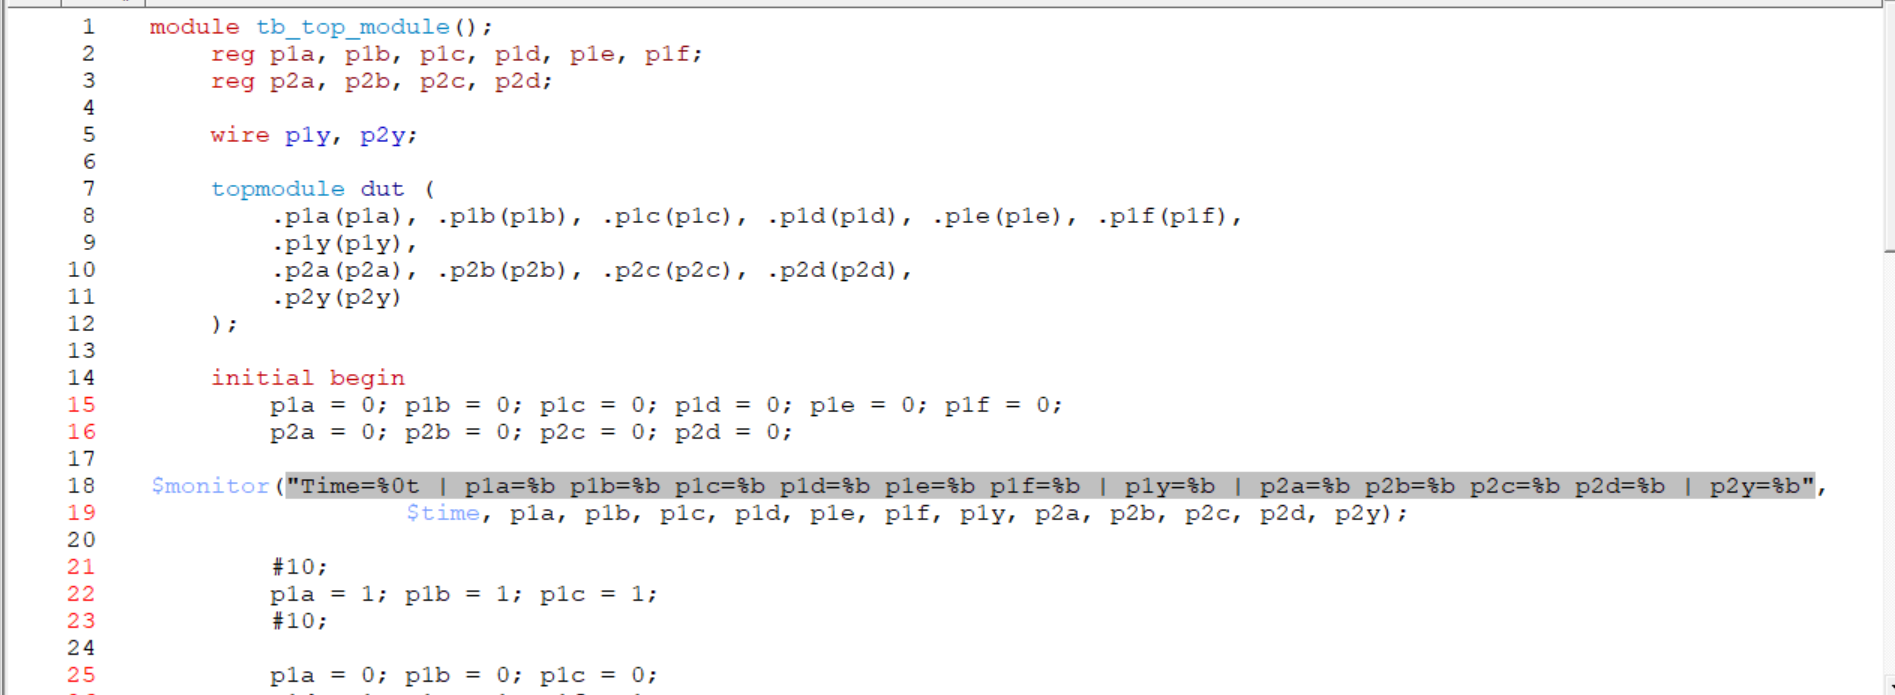 1 module tb_top_module();
2 reg p1a, p1b, p1c, p1d, p1e, p1f;
3 reg p2a, p2b, p2c, p2d;
4
5 wire p1y, p2y;
6
7 topmodule dut (
8 .p1a(p1a), .p1b(p1b), .p1c(p1c), .p1d(p1d), .p1e(p1e), .p1f(p1f),
9 .p1y(p1y),
10 .p2a(p2a), .p2b(p2b), .p2c(p2c), .p2d(p2d),
11 .p2y(p2y)
12 );
13
14 initial begin
15 p1a = 0; p1b = 0; p1c = 0; p1d = 0; p1e = 0; p1f = 0;
16 p2a = 0; p2b = 0; p2c = 0; p2d = 0;
17
18 $monitor("Time=%0t | p1a=%b p1b=%b p1c=%b p1d=%b p1e=%b p1f=%b | p1y=%b | p2a=%b p2b=%b p2c=%b p2d=%b | p2y=%b",
19 $time, p1a, p1b, p1c, p1d, p1e, p1f, p1y, p2a, p2b, p2c, p2d, p2y);
20
21 #10;
22 p1a = 1; p1b = 1; p1c = 1;
23 #10;
24
25 p1a = 0; p1b = 0; p1c = 0;